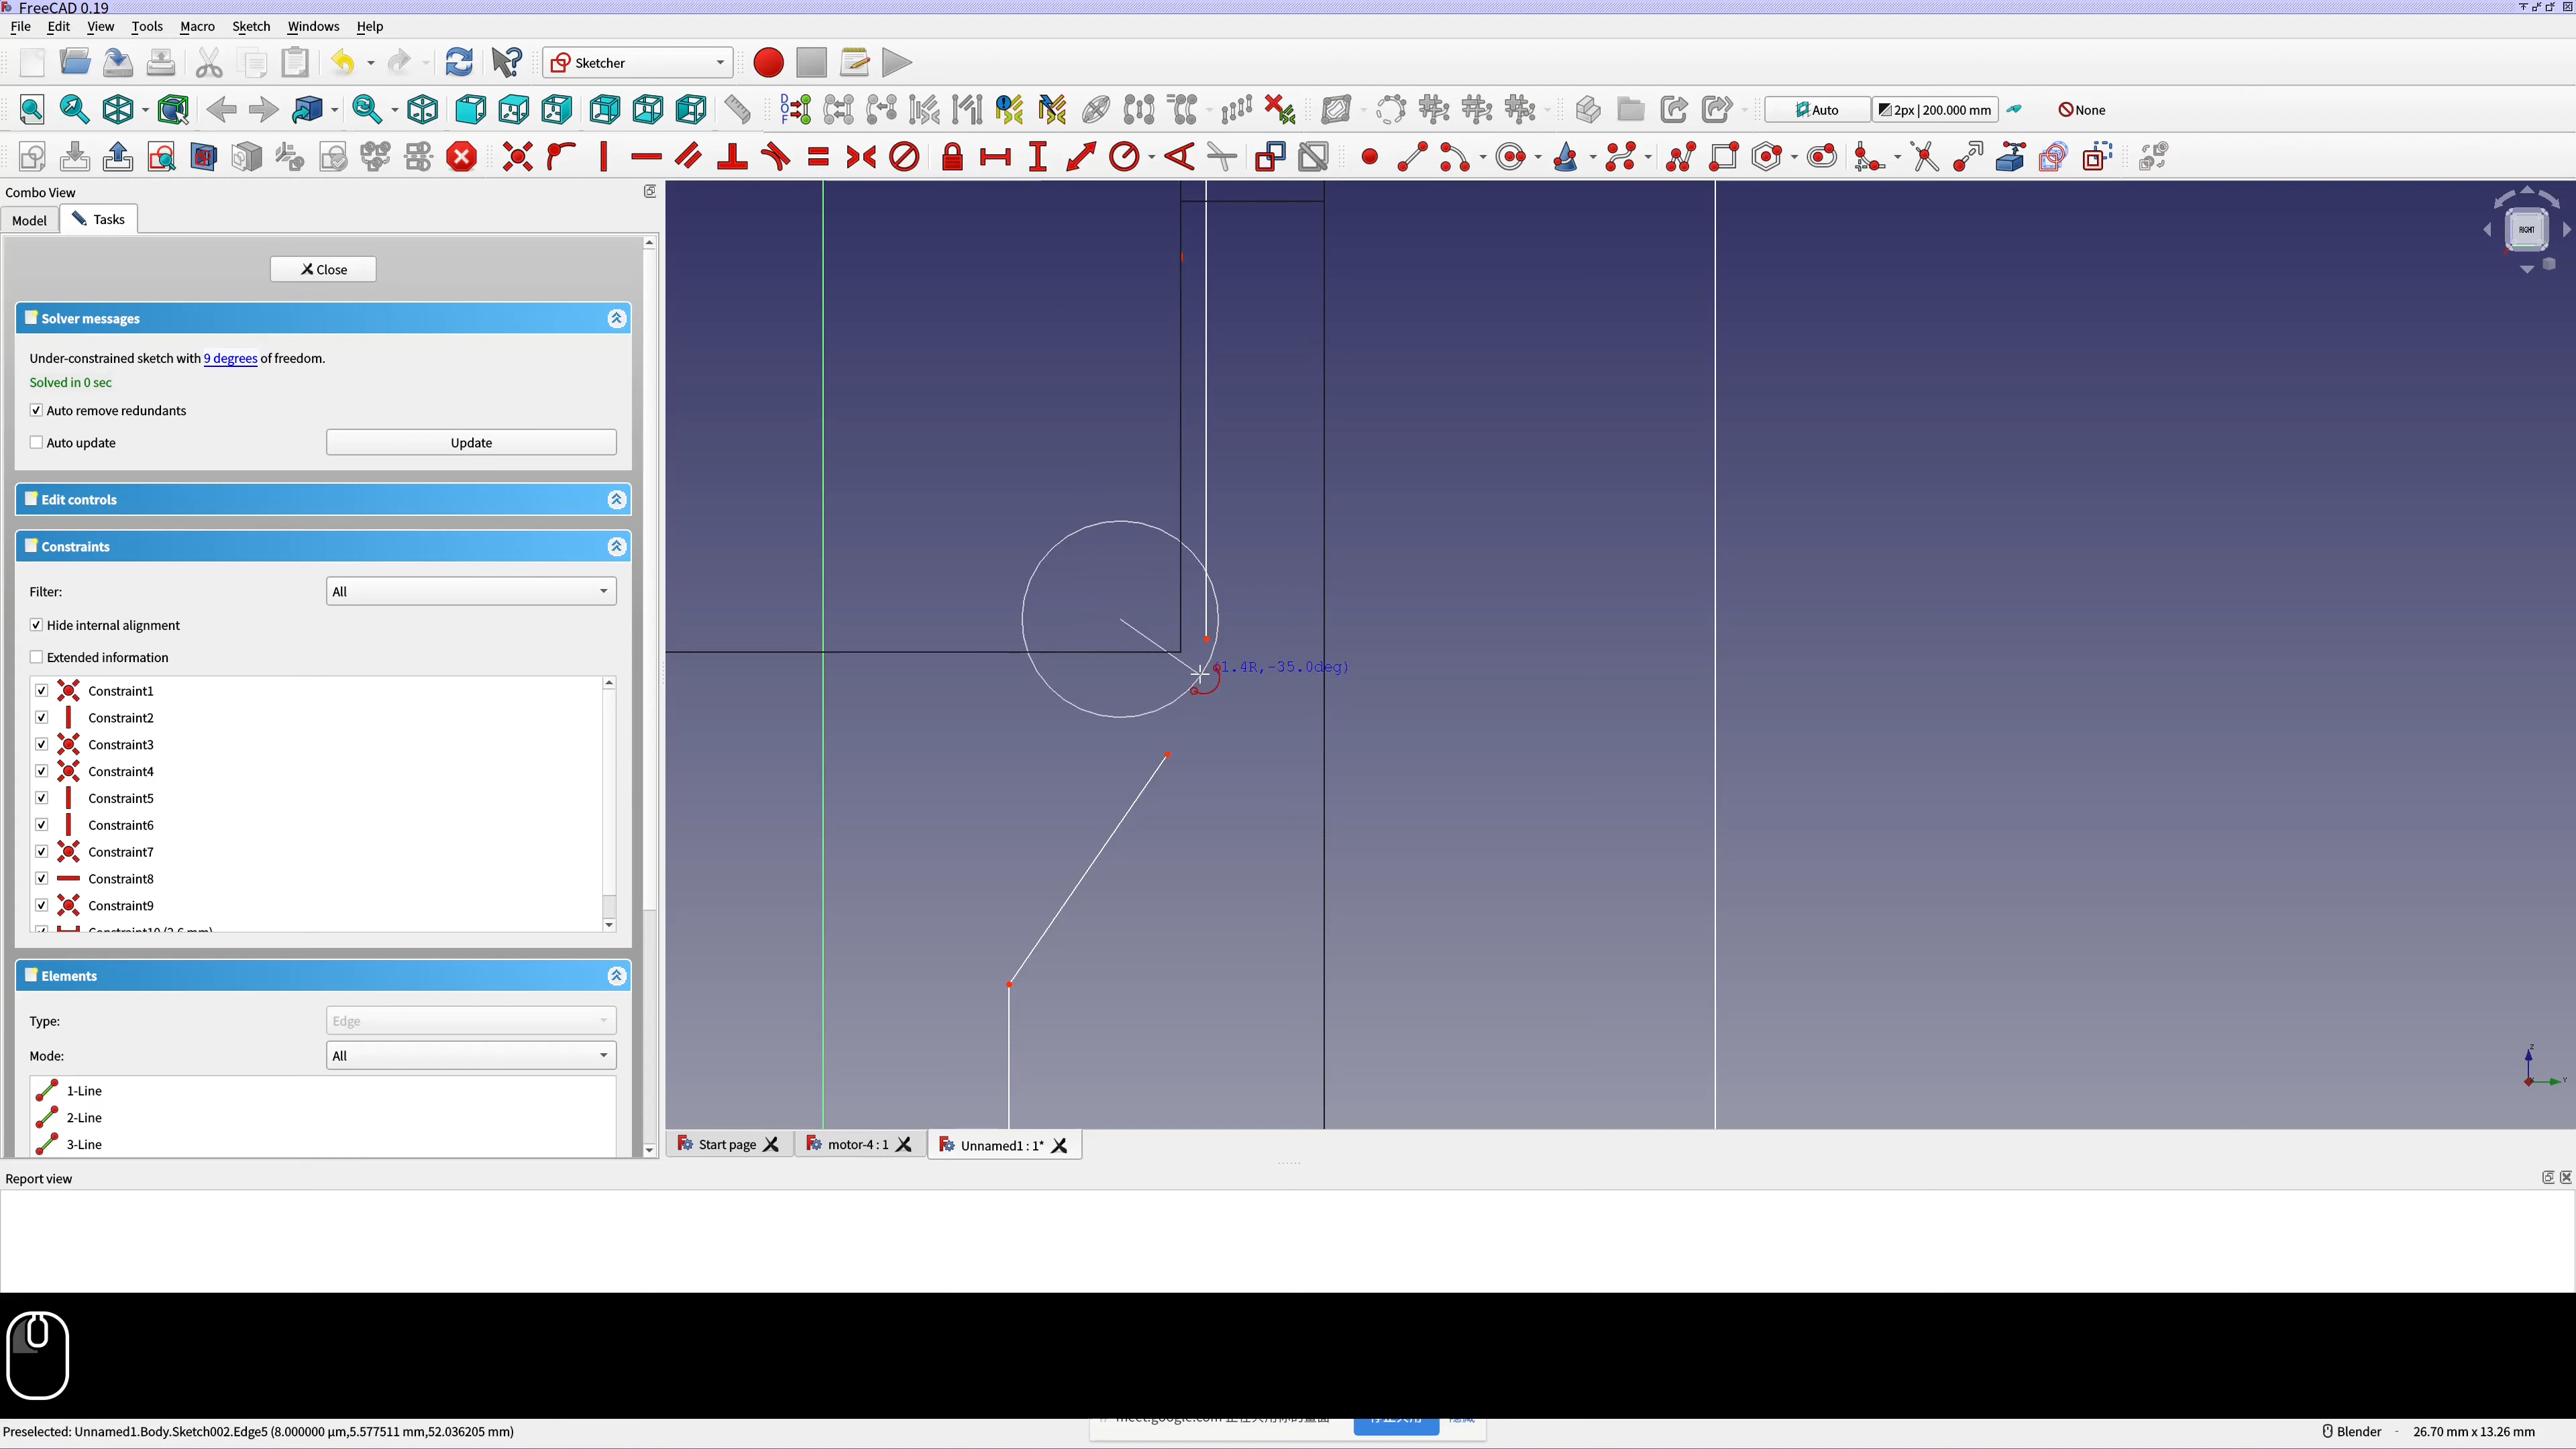 FreeCAD 0.19
File Edit View Tools Macro Sketch Windows Help
Sketcher
Auto 2px | 200.000 mm None
Combo View
Model Tasks
Close
Solver messages
Under-constrained sketch with 9 degrees of freedom.
Solved in 0 sec
Auto remove redundants
Auto update Update
Edit controls
Constraints
Filter: All
Hide internal alignment
Extended information
Constraint1
Constraint2
Constraint3
Constraint4
Constraint5
Constraint6
Constraint7
Constraint8
Constraint9
Constraint10 (2.6 mm)
Elements
Type: Edge
Mode: All
1-Line
2-Line
3-Line
RIGHT
1.4R,-35.0deg)
Z
Y
Start page motor-4 : 1 Unnamed1 : 1*
Report view
Preselected: Unnamed1.Body.Sketch002.Edge5 (8.000000 µm,5.577511 mm,52.036205 mm)
Blender - 26.70 mm x 13.26 mm